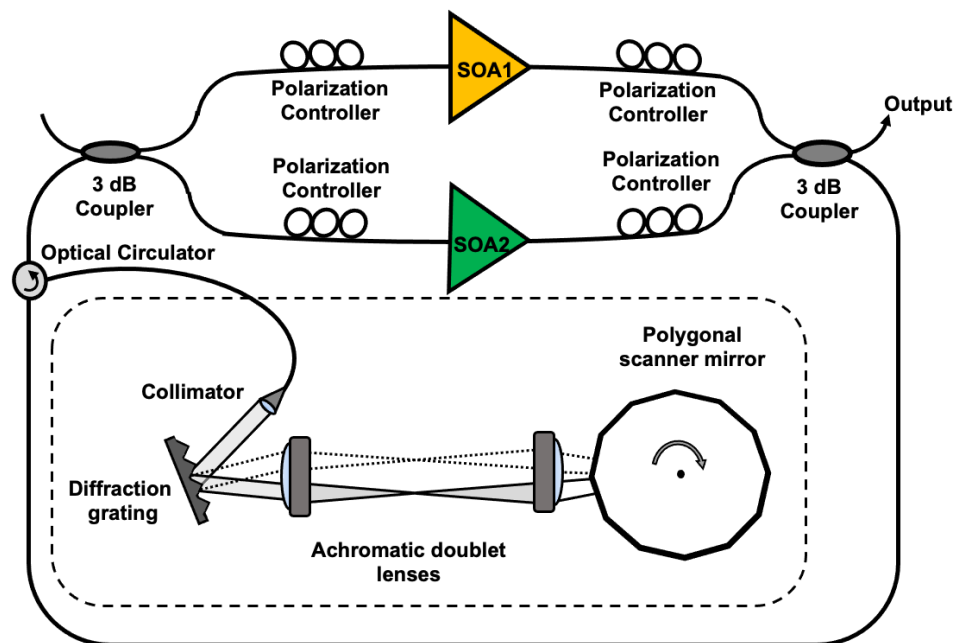 SOA1
Polarization
Controller
Polarization
Controller
Output
3 dB
Coupler
Polarization
Controller
SOA2
Polarization
Controller
3 dB
Coupler
Optical Circulator
Polygonal
scanner mirror
Collimator
Diffraction
grating
Achromatic doublet
lenses